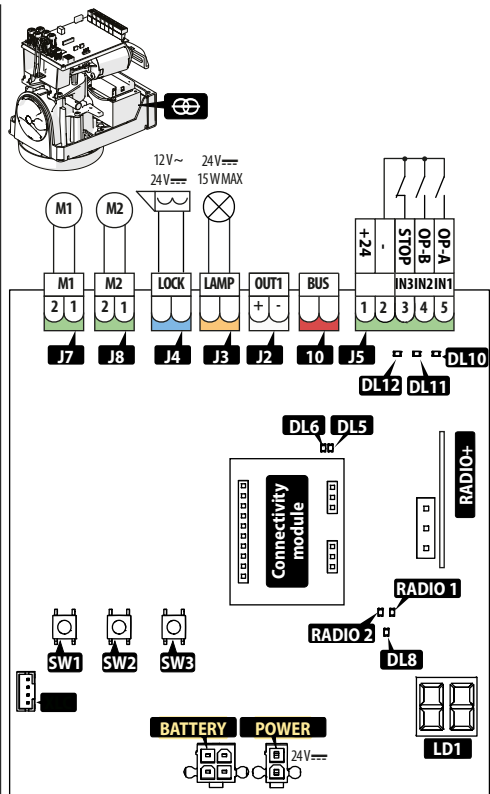 12V~ 24V⎓
24V⎓ 15WMAX
M1 M2
+24 - STOP OP-B OP-A
M1 M2 LOCK LAMP OUT1 BUS IN3 IN2 IN1
2 1 2 1 + - 1 2 3 4 5
J7 J8 J4 J3 J2 10 J5
DL12 DL11 DL10
DL6 DL5
RADIO+
Connectivity
module
RADIO 1
RADIO 2
DL8
SW1 SW2 SW3
LD1
BATTERY POWER
24V⎓